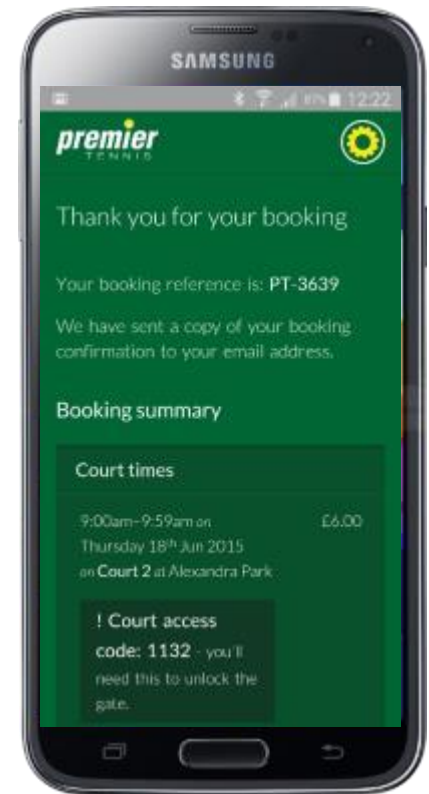 SAMSUNG
87% 12:22
premier
TENNIS
Thank you for your booking
Your booking reference is: PT-3639
We have sent a copy of your booking
confirmation to your email address.
Booking summary
Court times
9:00am–9:59am on £6.00
Thursday 18th Jun 2015
on Court 2 at Alexandra Park
! Court access
code: 1132 - you'll
need this to unlock the
gate.